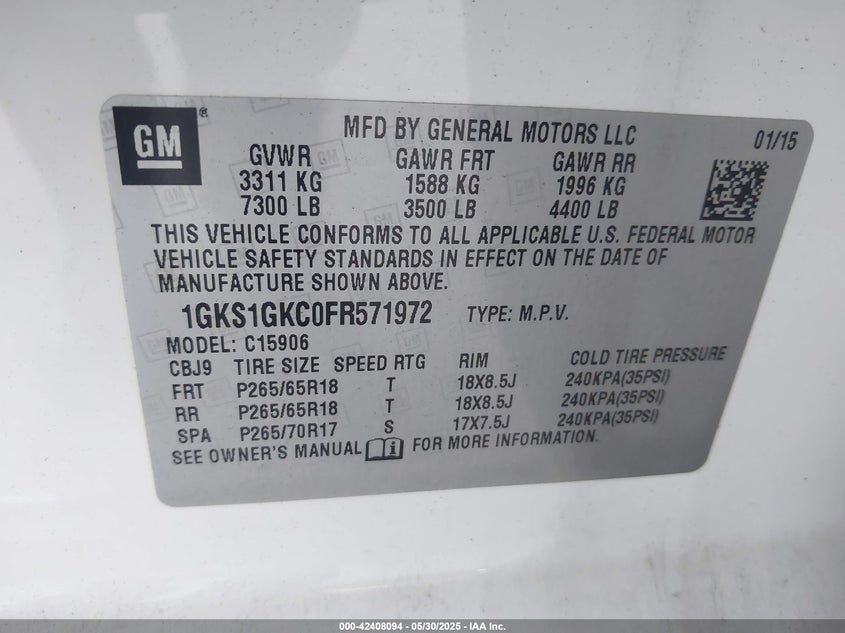 GM ®
MFD BY GENERAL MOTORS LLC 01/15
GVWR GAWR FRT GAWR RR
3311 KG 1588 KG 1996 KG
7300 LB 3500 LB 4400 LB
THIS VEHICLE CONFORMS TO ALL APPLICABLE U.S. FEDERAL MOTOR
VEHICLE SAFETY STANDARDS IN EFFECT ON THE DATE OF
MANUFACTURE SHOWN ABOVE.
1GKS1GKC0FR571972 TYPE: M.P.V.
MODEL: C15906
CBJ9 TIRE SIZE SPEED RTG RIM COLD TIRE PRESSURE
FRT P265/65R18 T 18X8.5J 240KPA(35PSI)
RR P265/65R18 T 18X8.5J 240KPA(35PSI)
SPA P265/70R17 S 17X7.5J 240KPA(35PSI)
SEE OWNER'S MANUAL i FOR MORE INFORMATION.
000-42408094 - 05/30/2025 - IAA Inc.